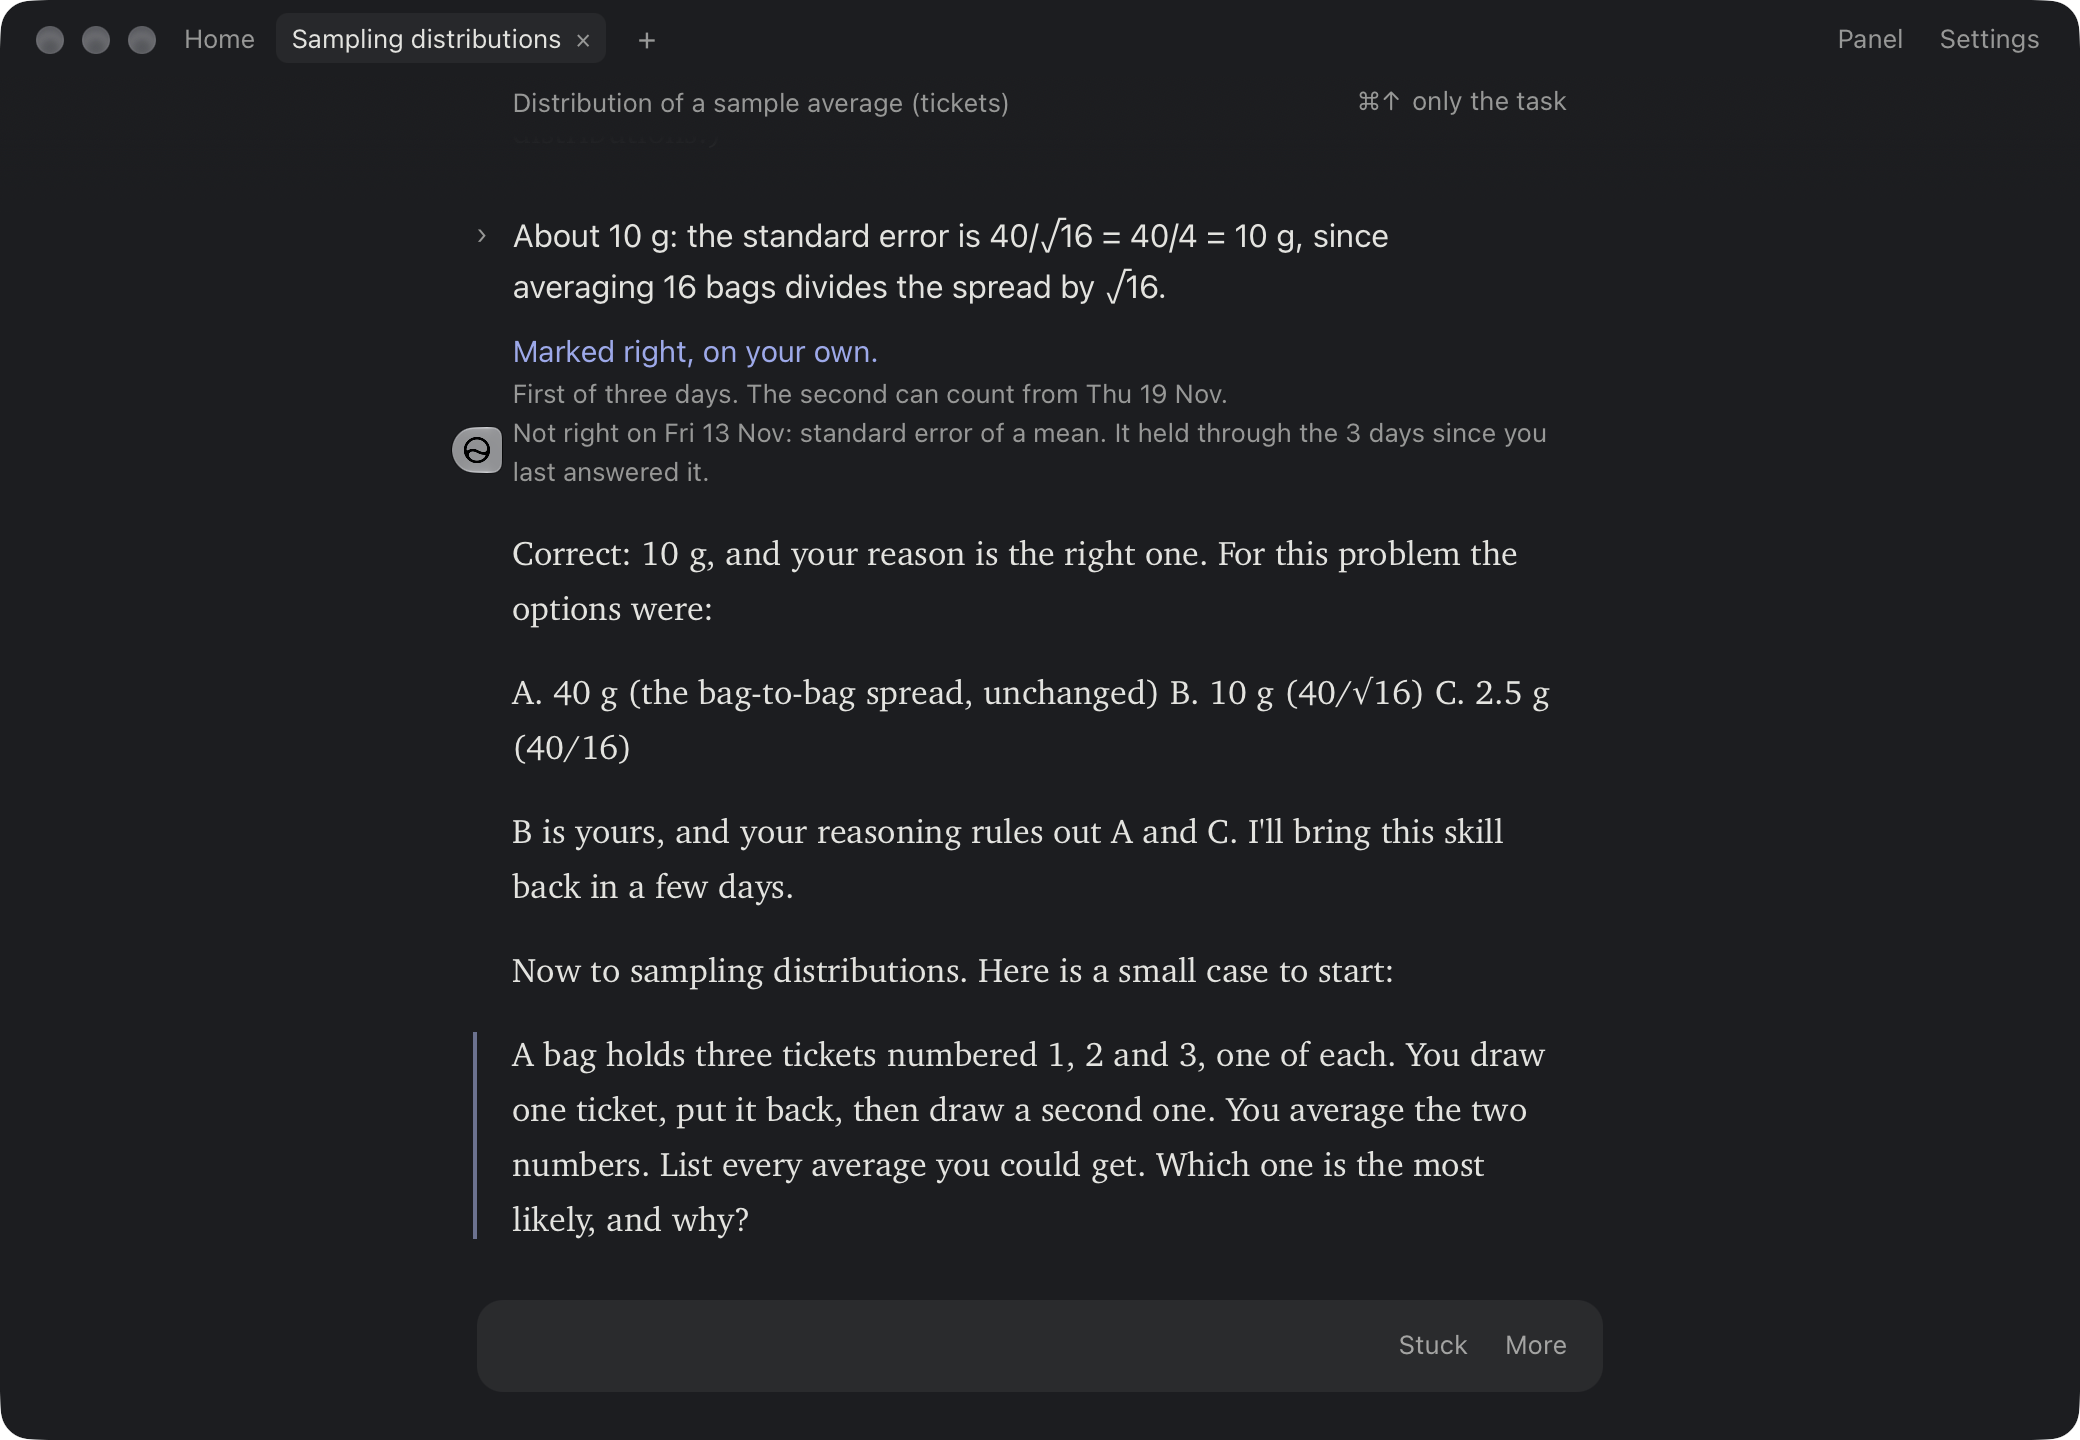 Home
Sampling distributions ×
+
Panel
Settings
Distribution of a sample average (tickets)
⌘↑ only the task
› About 10 g: the standard error is 40/√16 = 40/4 = 10 g, since
averaging 16 bags divides the spread by √16.
Marked right, on your own.
First of three days. The second can count from Thu 19 Nov.
Not right on Fri 13 Nov: standard error of a mean. It held through the 3 days since you
last answered it.
Correct: 10 g, and your reason is the right one. For this problem the
options were:
A. 40 g (the bag-to-bag spread, unchanged) B. 10 g (40/√16) C. 2.5 g
(40/16)
B is yours, and your reasoning rules out A and C. I'll bring this skill
back in a few days.
Now to sampling distributions. Here is a small case to start:
A bag holds three tickets numbered 1, 2 and 3, one of each. You draw
one ticket, put it back, then draw a second one. You average the two
numbers. List every average you could get. Which one is the most
likely, and why?
Stuck
More